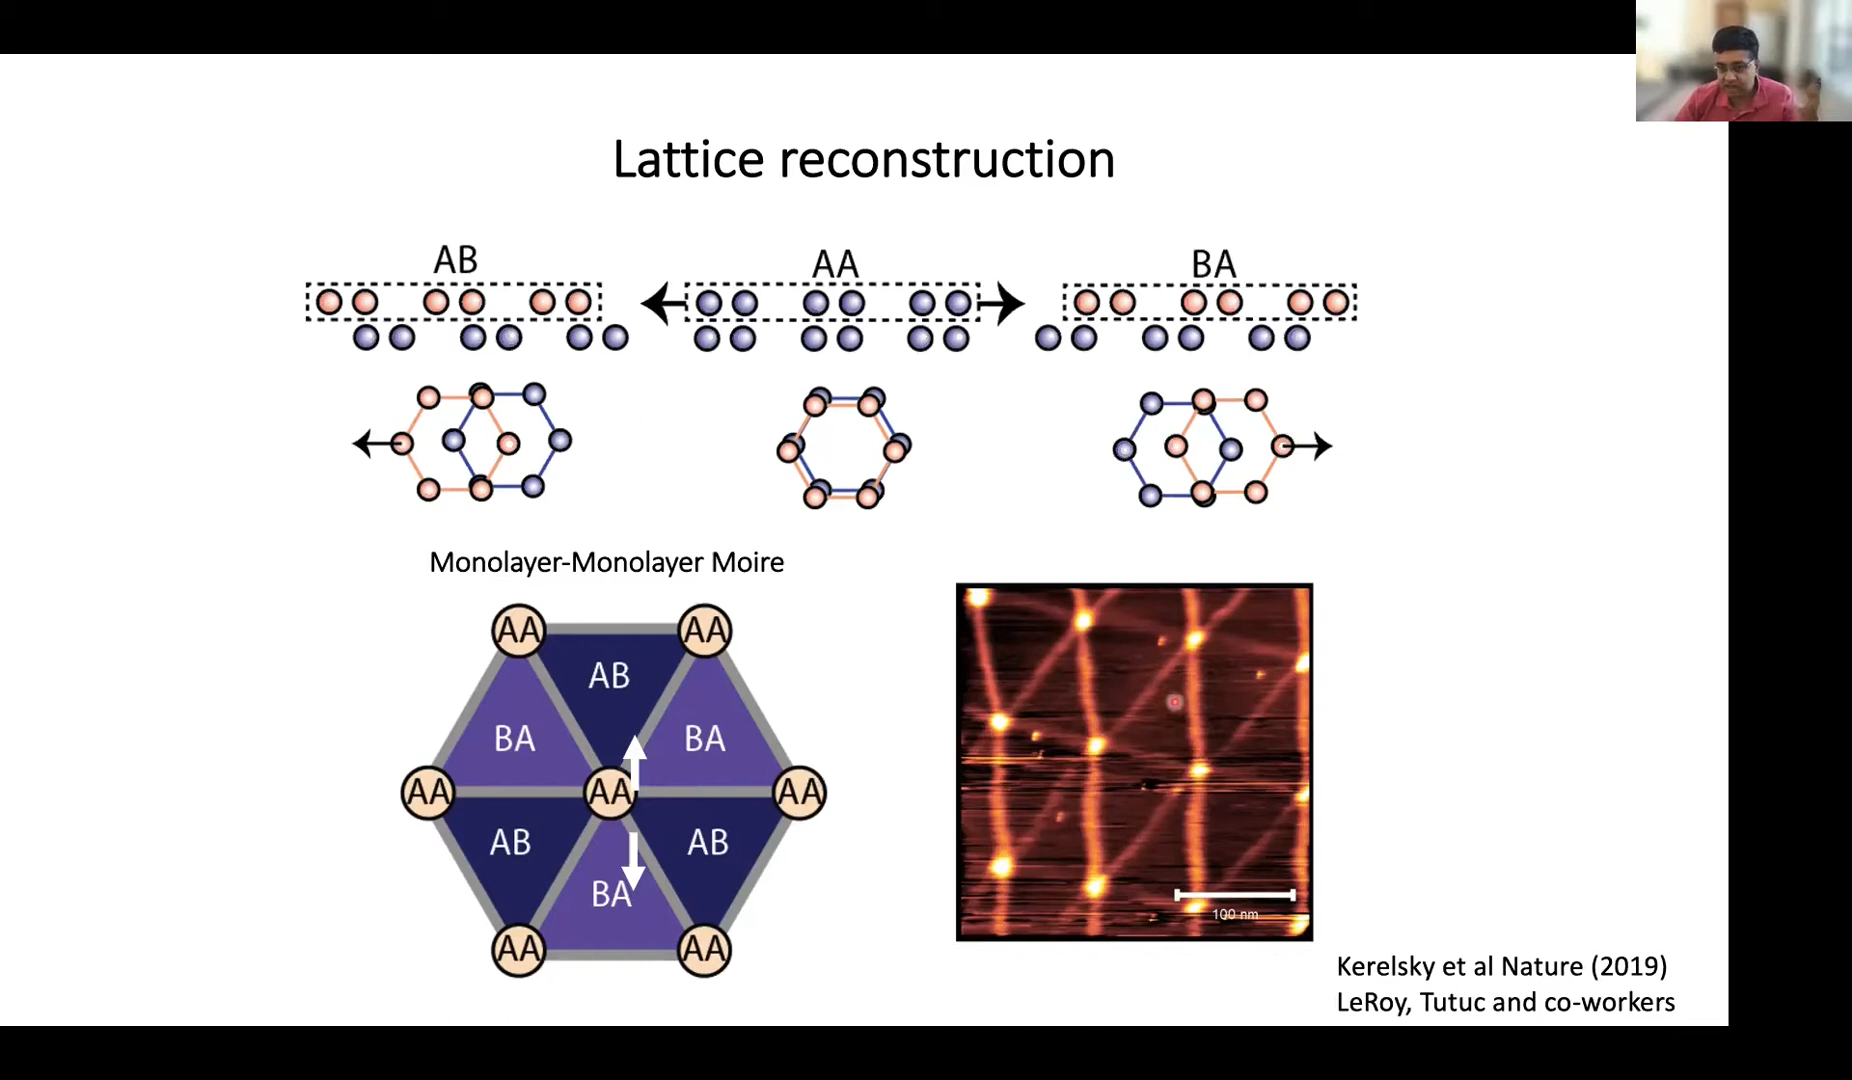 Lattice reconstruction
AB
AA
BA
Monolayer-Monolayer Moire
AA
AA
AB
BA
BA
AA
AA
AA
AB
AB
BA
AA
AA
100 nm
Kerelsky et al Nature (2019)
LeRoy, Tutuc and co-workers